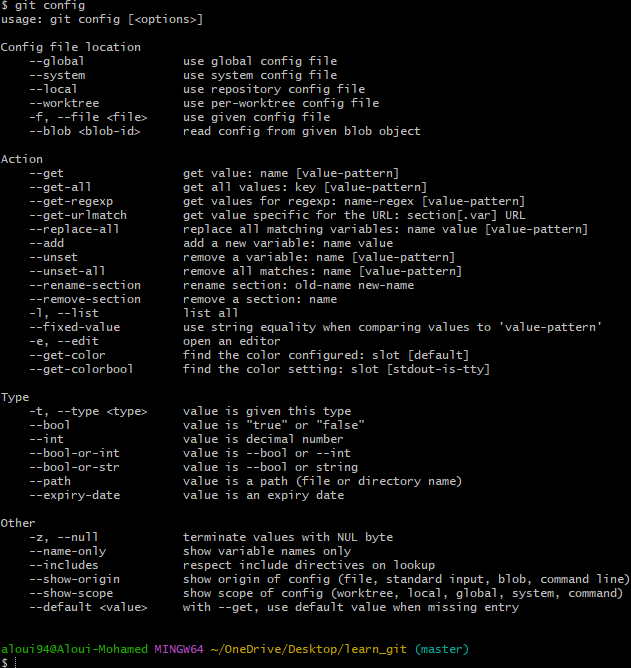 $ git config
usage: git config [<options>]

Config file location
    --global              use global config file
    --system              use system config file
    --local               use repository config file
    --worktree            use per-worktree config file
    -f, --file <file>     use given config file
    --blob <blob-id>      read config from given blob object

Action
    --get                 get value: name [value-pattern]
    --get-all             get all values: key [value-pattern]
    --get-regexp          get values for regexp: name-regex [value-pattern]
    --get-urlmatch        get value specific for the URL: section[.var] URL
    --replace-all         replace all matching variables: name value [value-pattern]
    --add                 add a new variable: name value
    --unset               remove a variable: name [value-pattern]
    --unset-all           remove all matches: name [value-pattern]
    --rename-section      rename section: old-name new-name
    --remove-section      remove a section: name
    -l, --list            list all
    --fixed-value         use string equality when comparing values to 'value-pattern'
    -e, --edit            open an editor
    --get-color           find the color configured: slot [default]
    --get-colorbool       find the color setting: slot [stdout-is-tty]

Type
    -t, --type <type>     value is given this type
    --bool                value is "true" or "false"
    --int                 value is decimal number
    --bool-or-int         value is --bool or --int
    --bool-or-str         value is --bool or string
    --path                value is a path (file or directory name)
    --expiry-date         value is an expiry date

Other
    -z, --null            terminate values with NUL byte
    --name-only           show variable names only
    --includes            respect include directives on lookup
    --show-origin         show origin of config (file, standard input, blob, command line)
    --show-scope          show scope of config (worktree, local, global, system, command)
    --default <value>     with --get, use default value when missing entry

aloui94@Aloui-Mohamed MINGW64 ~/OneDrive/Desktop/learn_git (master)
$